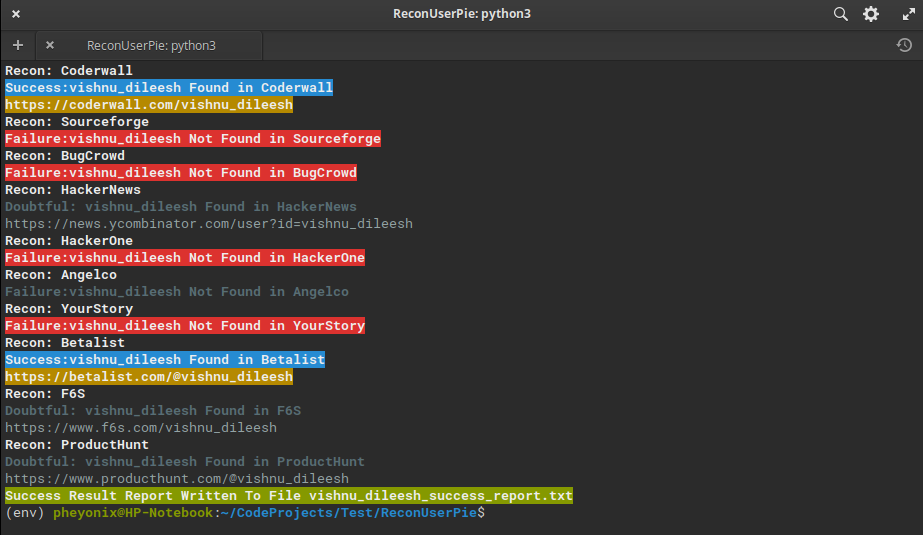 ReconUserPie: python3
ReconUserPie: python3
Recon: Coderwall
Success:vishnu_dileesh Found in Coderwall
https://coderwall.com/vishnu_dileesh
Recon: Sourceforge
Failure:vishnu_dileesh Not Found in Sourceforge
Recon: BugCrowd
Failure:vishnu_dileesh Not Found in BugCrowd
Recon: HackerNews
Doubtful: vishnu_dileesh Found in HackerNews
https://news.ycombinator.com/user?id=vishnu_dileesh
Recon: HackerOne
Failure:vishnu_dileesh Not Found in HackerOne
Recon: Angelco
Failure:vishnu_dileesh Not Found in Angelco
Recon: YourStory
Failure:vishnu_dileesh Not Found in YourStory
Recon: Betalist
Success:vishnu_dileesh Found in Betalist
https://betalist.com/@vishnu_dileesh
Recon: F6S
Doubtful: vishnu_dileesh Found in F6S
https://www.f6s.com/vishnu_dileesh
Recon: ProductHunt
Doubtful: vishnu_dileesh Found in ProductHunt
https://www.producthunt.com/@vishnu_dileesh
Success Result Report Written To File vishnu_dileesh_success_report.txt
(env) pheyonix@HP-Notebook:~/CodeProjects/Test/ReconUserPie$